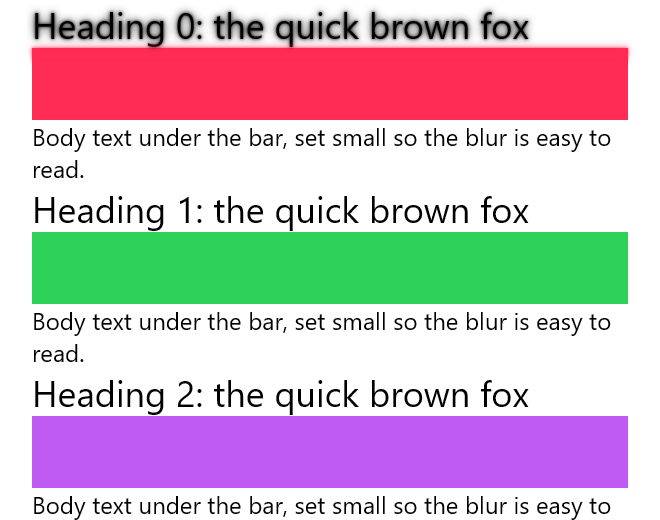 Heading 0: the quick brown fox
Body text under the bar, set small so the blur is easy to
read.
Heading 1: the quick brown fox
Body text under the bar, set small so the blur is easy to
read.
Heading 2: the quick brown fox
Body text under the bar, set small so the blur is easy to